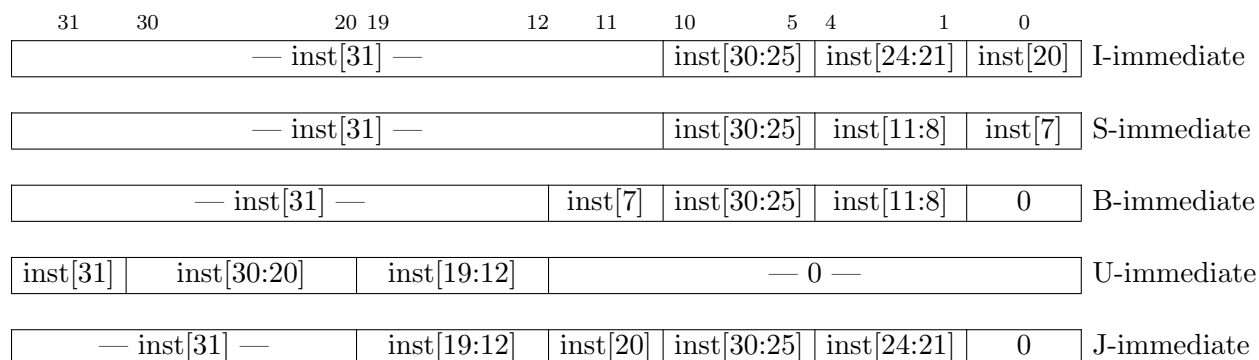 31 30 20 19 12 11 10 5 4 1 0
— inst[31] — inst[30:25] inst[24:21] inst[20] I-immediate
— inst[31] — inst[30:25] inst[11:8] inst[7] S-immediate
— inst[31] — inst[7] inst[30:25] inst[11:8] 0 B-immediate
inst[31] inst[30:20] inst[19:12] — 0 — U-immediate
— inst[31] — inst[19:12] inst[20] inst[30:25] inst[24:21] 0 J-immediate